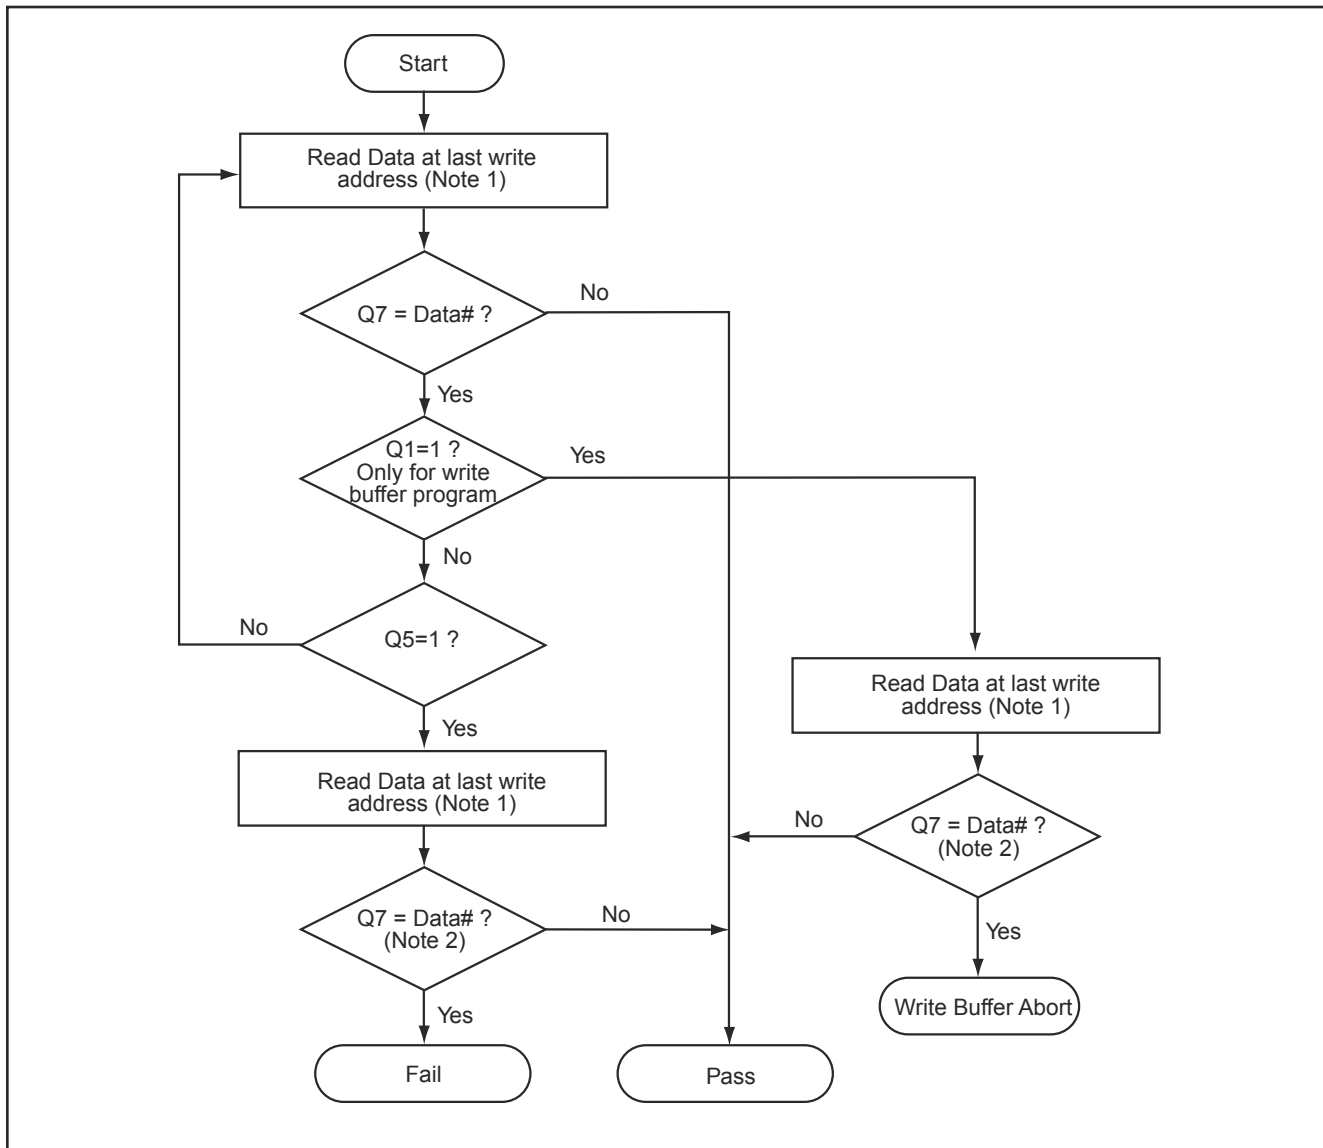 Start
Read Data at last write
address (Note 1)
Q7 = Data# ?
No
Yes
Q1=1 ?
Only for write
buffer program
Yes
No
No
Q5=1 ?
Yes
Read Data at last write
address (Note 1)
Read Data at last write
address (Note 1)
No
Q7 = Data# ?
(Note 2)
Q7 = Data# ?
(Note 2)
No
Yes
Yes
Write Buffer Abort
Fail
Pass